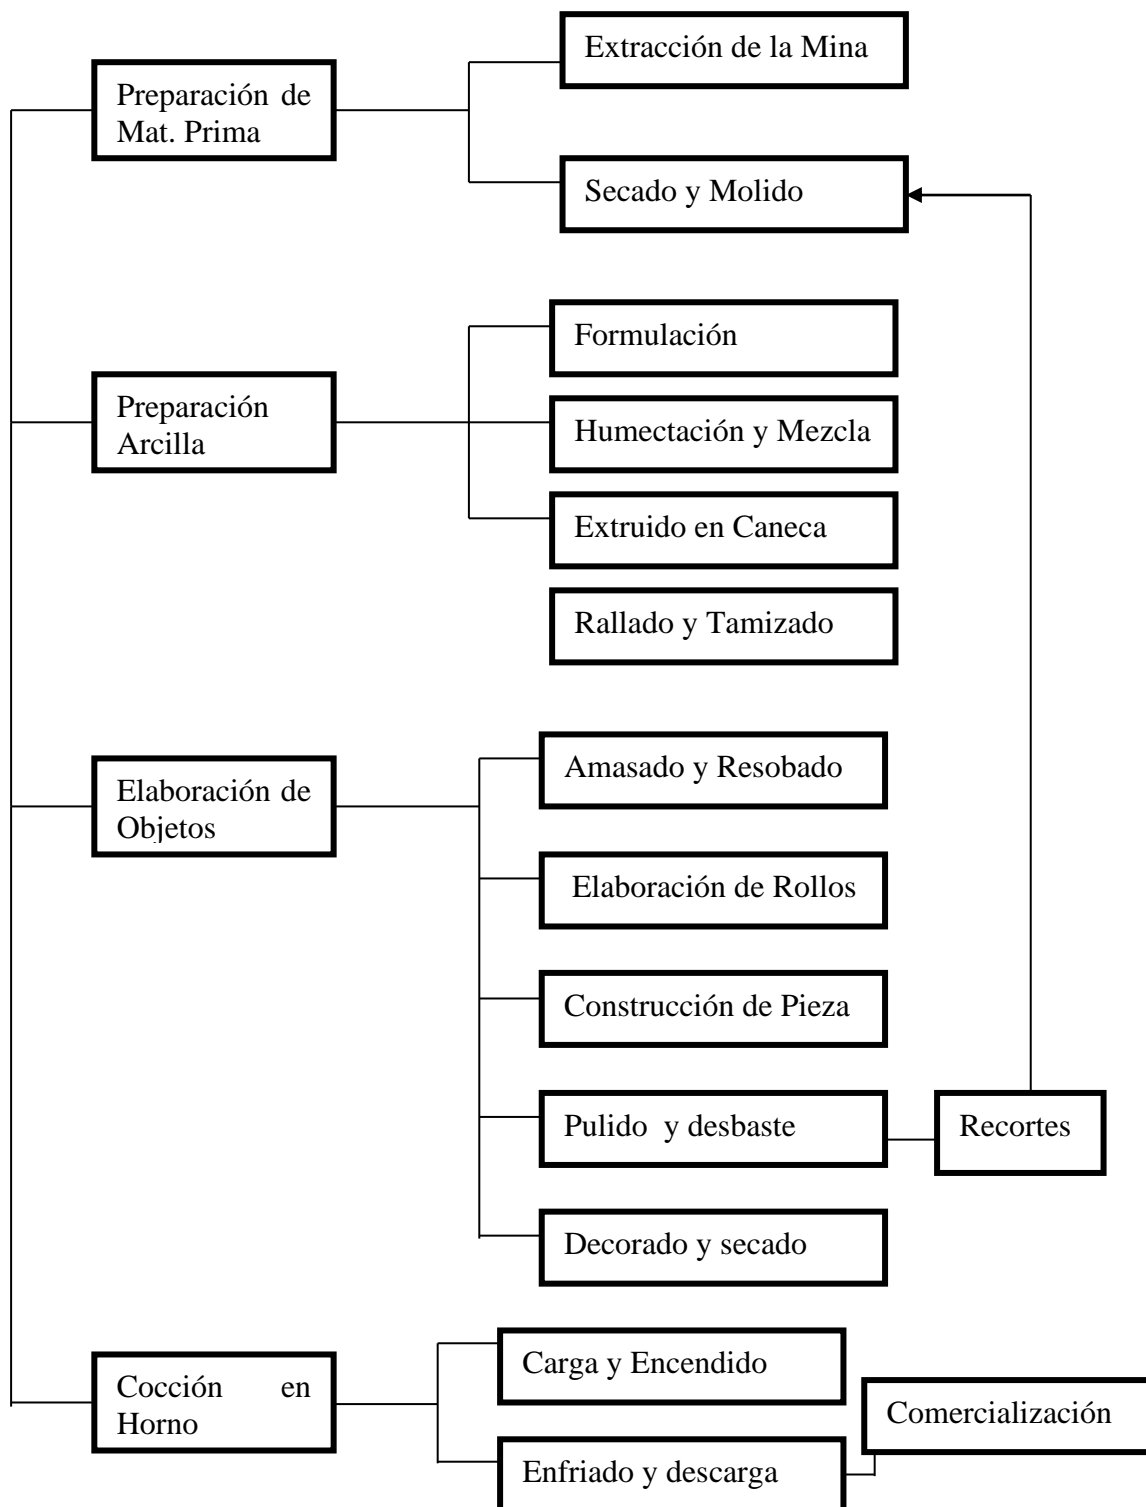 Extracción de la Mina
Preparación de
Mat. Prima
Secado y Molido
Formulación
Preparación
Arcilla
Humectación y Mezcla
Extruido en Caneca
Rallado y Tamizado
Amasado y Resobado
Elaboración de
Objetos
Elaboración de Rollos
Construcción de Pieza
Pulido y desbaste
Recortes
Decorado y secado
Carga y Encendido
Cocción en
Horno
Comercialización
Enfriado y descarga